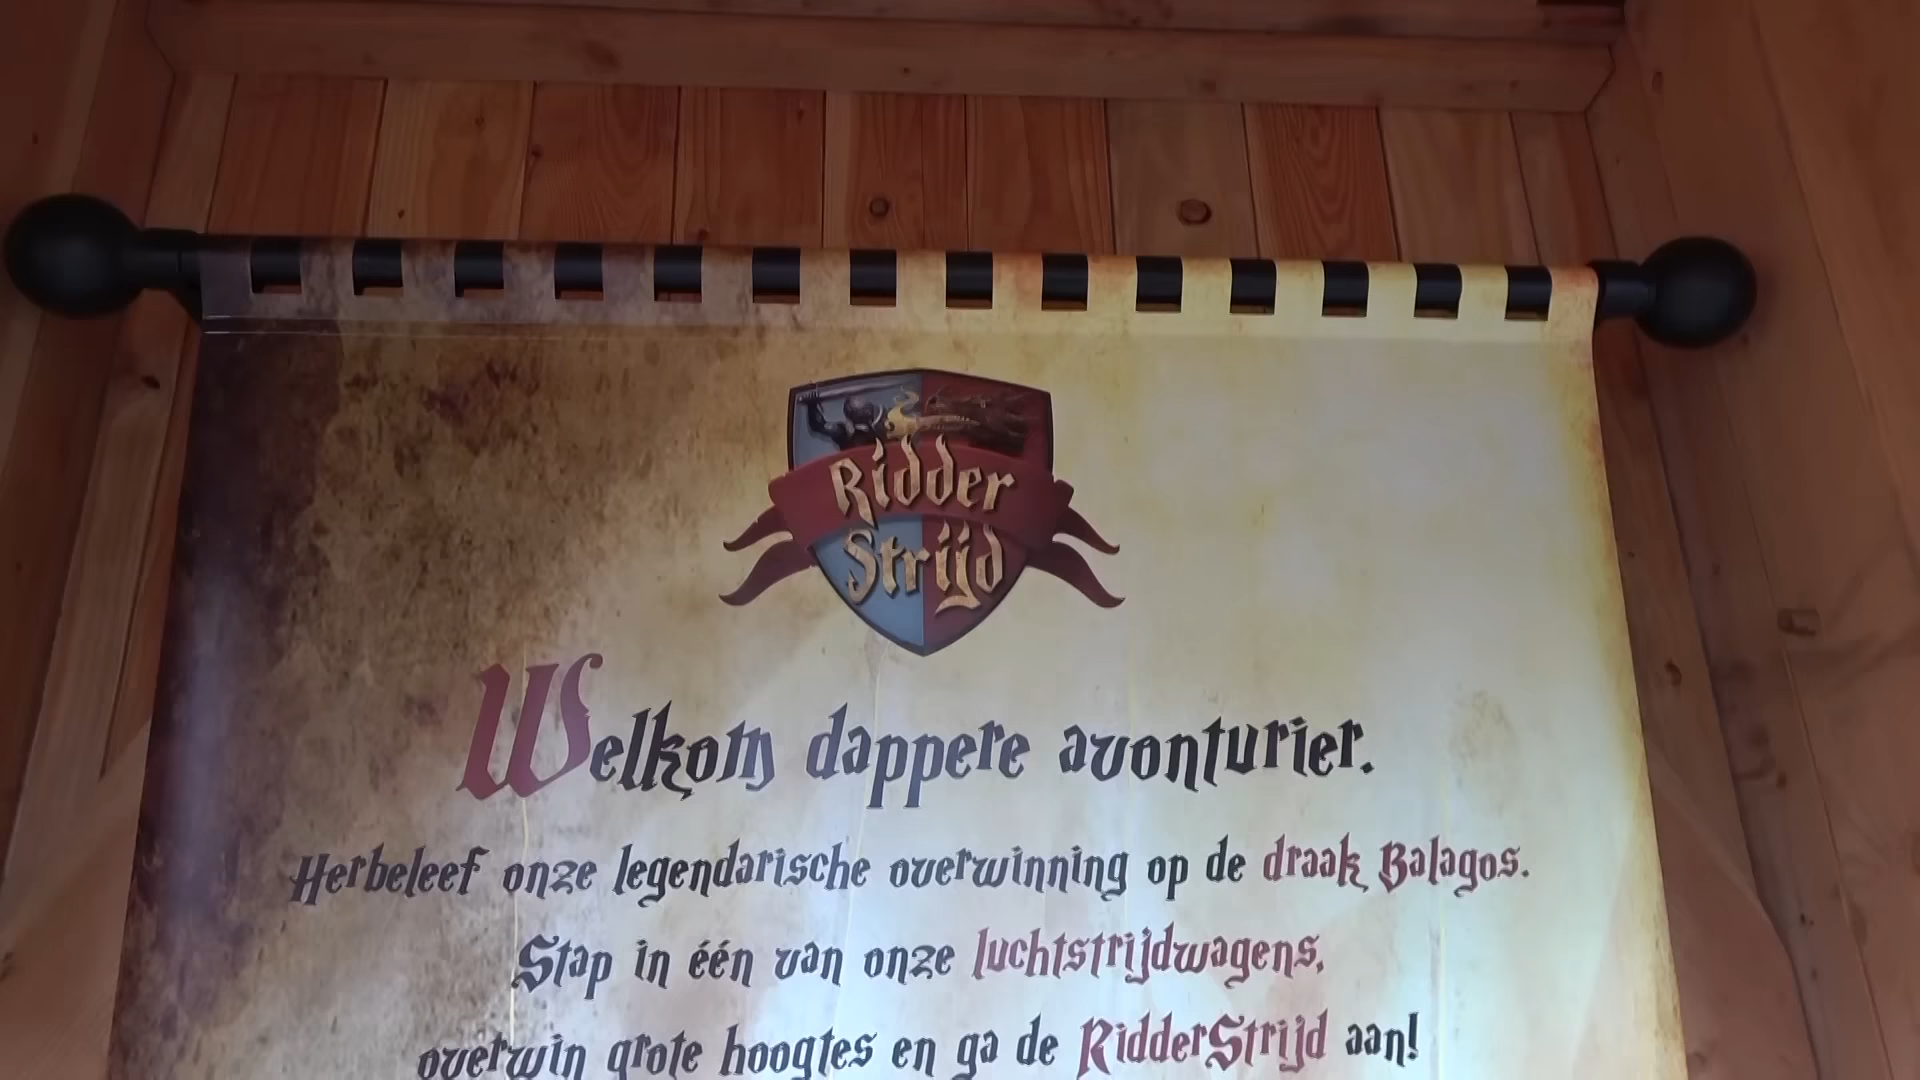 Ridder
Strijd
Welkom dappere avonturier.
Herbeleef onze legendarische overwinning op de draak Balagos.
Stap in één van onze luchtstrijdwagens,
overwin grote hoogtes en ga de RidderStrijd aan!